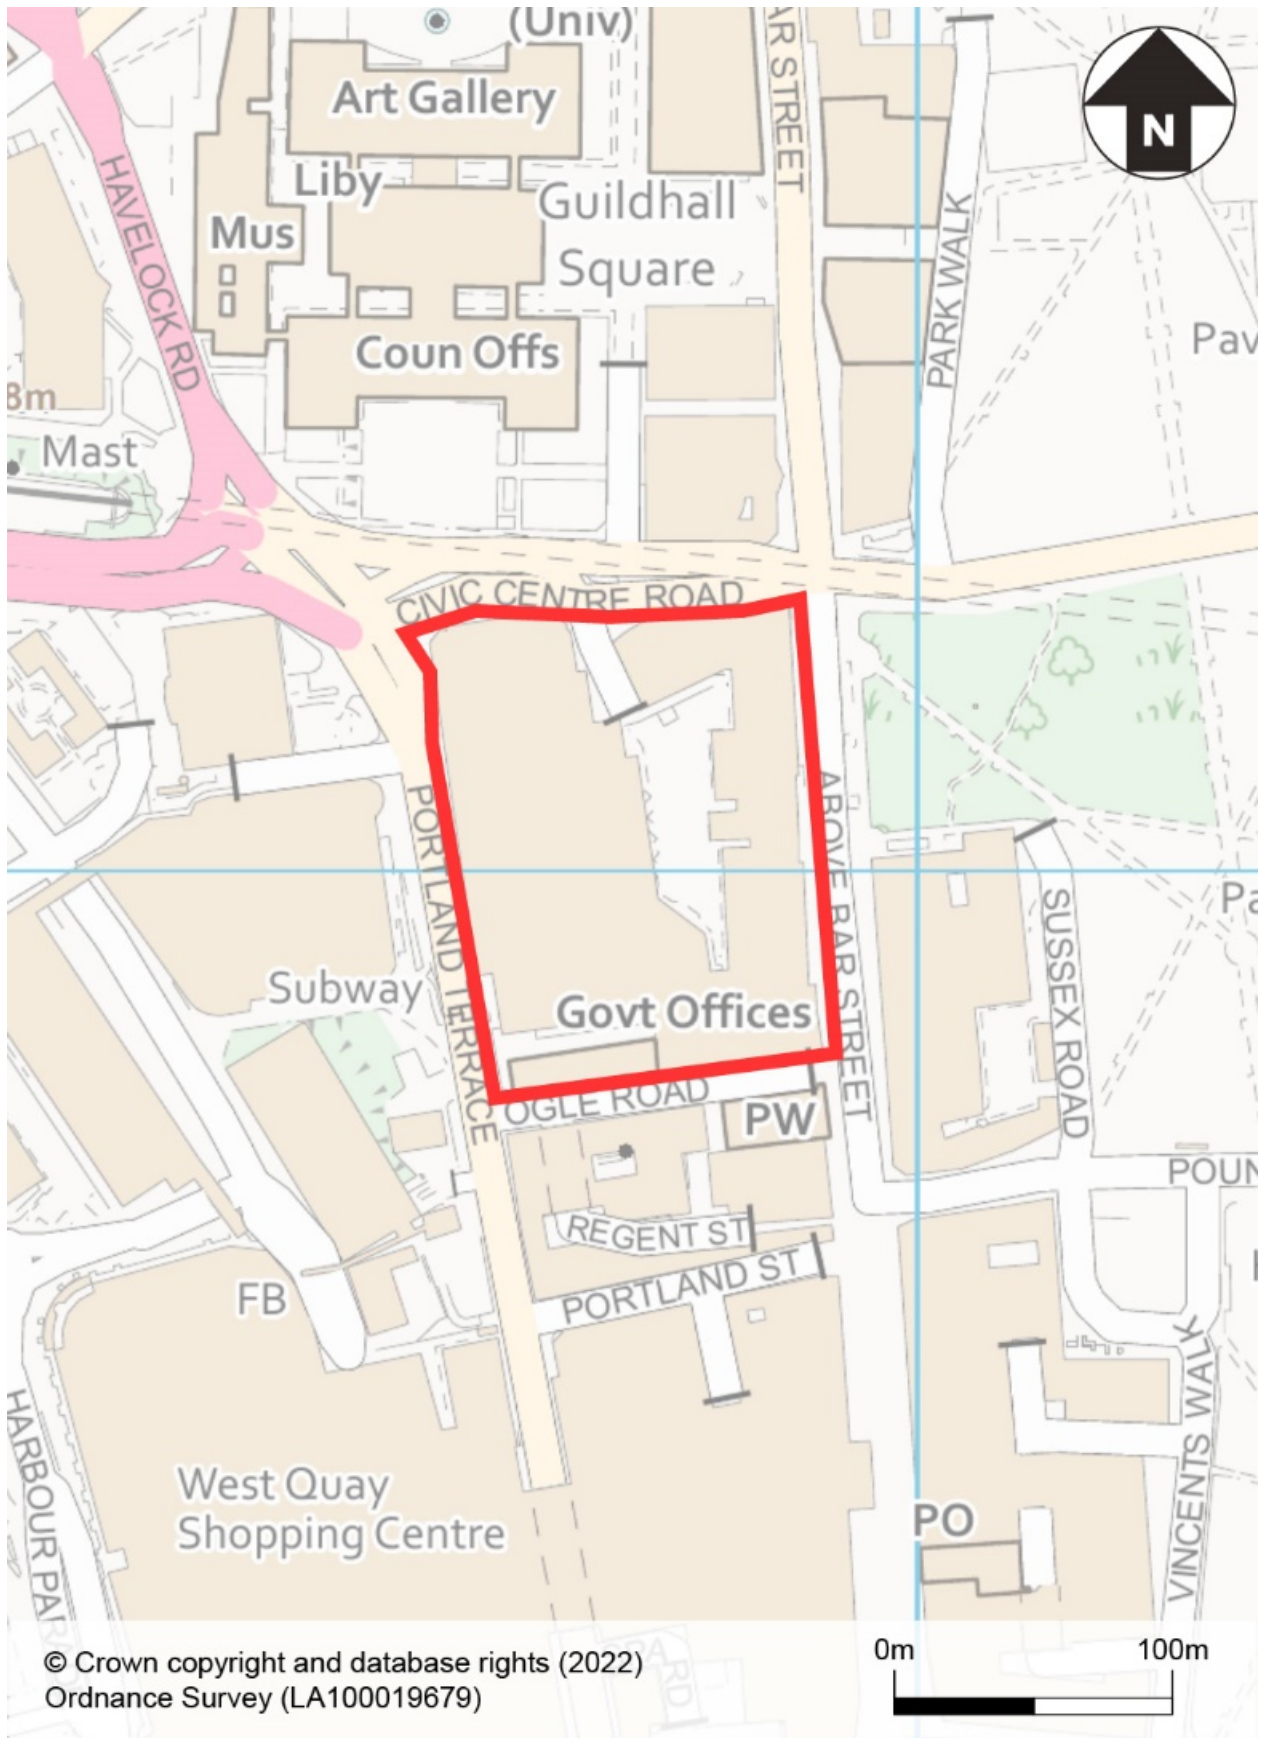 (Univ)
AR STREET
Art Gallery
N
Liby
Guildhall
Square
Mus
HAVELOCK RD
PARK WALK
Coun Offs
Pav
8m
Mast
CIVIC CENTRE ROAD
PORTLAND TERRACE
ABOVE BAR STREET
Pa
SUSSEX ROAD
Subway
Govt Offices
OGLE ROAD
PW
POUN
REGENT ST
PORTLAND ST
FB
HARBOUR PARADE
VINCENTS WALK
West Quay
Shopping Centre
PO
© Crown copyright and database rights (2022)
Ordnance Survey (LA100019679)
0m
100m